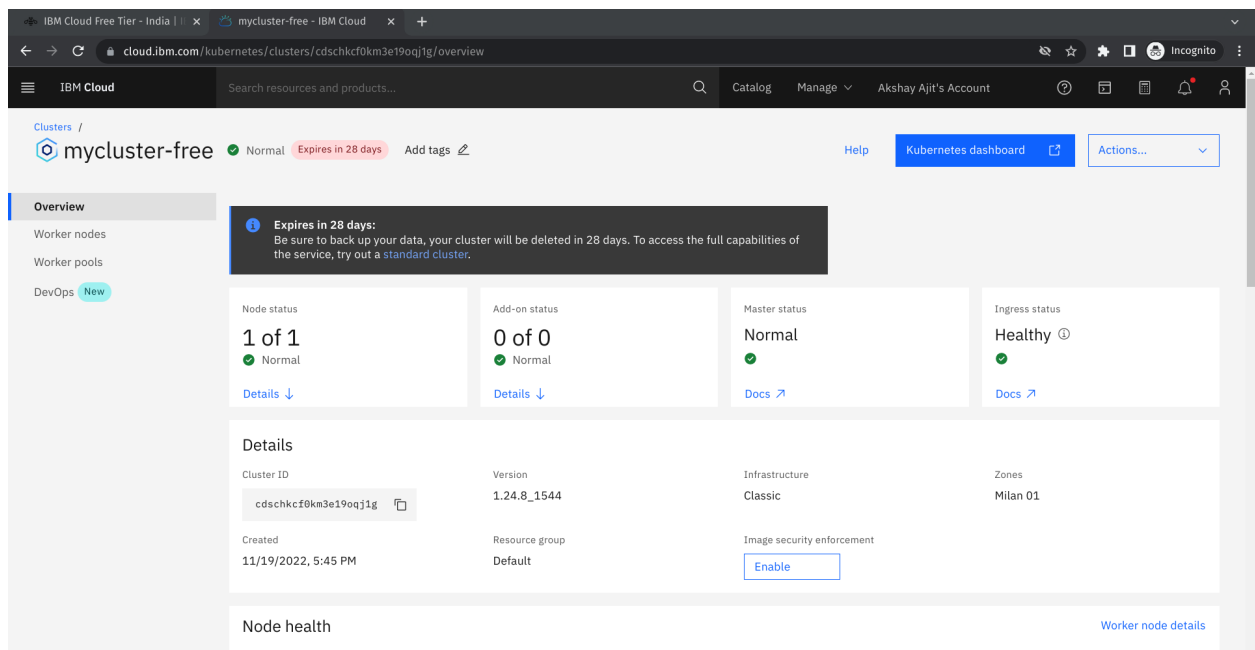 IBM Cloud Free Tier - India |
mycluster-free - IBM Cloud
cloud.ibm.com/kubernetes/clusters/cdschkcf0km3e19oqj1g/overview
Incognito
IBM Cloud
Search resources and products...
Catalog
Manage
Akshay Ajit's Account
Clusters /
mycluster-free
Normal
Expires in 28 days
Add tags
Help
Kubernetes dashboard
Actions...
Overview
Worker nodes
Worker pools
DevOps New
Expires in 28 days:
Be sure to back up your data, your cluster will be deleted in 28 days. To access the full capabilities of
the service, try out a standard cluster.
Node status
1 of 1
Normal
Details
Add-on status
0 of 0
Normal
Details
Master status
Normal
Docs
Ingress status
Healthy
Docs
Details
Cluster ID
cdschkcf0km3e19oqj1g
Version
1.24.8_1544
Infrastructure
Classic
Zones
Milan 01
Created
11/19/2022, 5:45 PM
Resource group
Default
Image security enforcement
Enable
Node health
Worker node details